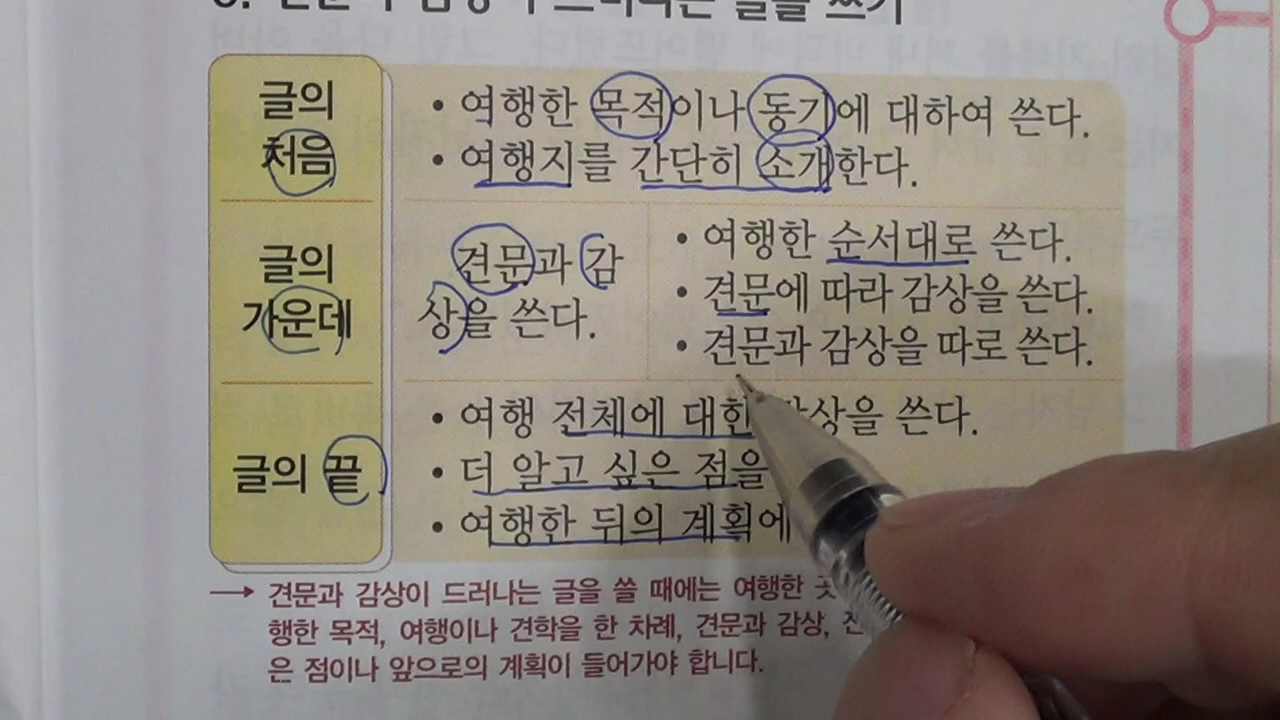 글의
처음
• 여행한 목적이나 동기에 대하여 쓴다.
• 여행지를 간단히 소개한다.
글의
가운데
견문과 감
상을 쓴다.
• 여행한 순서대로 쓴다.
• 견문에 따라 감상을 쓴다.
• 견문과 감상을 따로 쓴다.
글의 끝
• 여행 전체에 대한 감상을 쓴다.
• 더 알고 싶은 점을
• 여행한 뒤의 계획에
→ 견문과 감상이 드러나는 글을 쓸 때에는 여행한
행한 목적, 여행이나 견학을 한 차례, 견문과 감상,
은 점이나 앞으로의 계획이 들어가야 합니다.